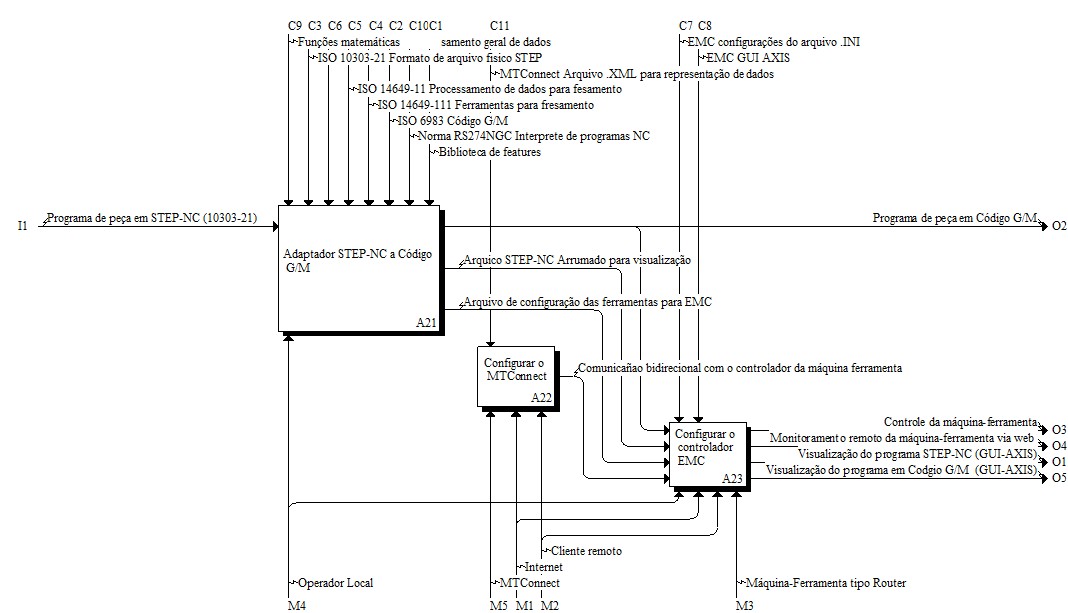 C9 C3 C6 C5 C4 C2 C10 C1 C11 C7 C8
Funções matemáticas
samento geral de dados
EMC configurações do arquivo .INI
ISO 10303-21 Formato de arquivo fisico STEP
EMC GUI AXIS
MTConnect Arquivo .XML para representação de dados
ISO 14649-11 Processamento de dados para fesamento
ISO 14649-111 Ferramentas para fresamento
ISO 6983 Código G/M
Norma RS274NGC Interprete de programas NC
Biblioteca de features
I1
Programa de peça em STEP-NC (10303-21)
Programa de peça em Código G/M
O2
Adaptador STEP-NC a Código
G/M
A21
Arquico STEP-NC Arrumado para visualização
Arquivo de configuração das ferramentas para EMC
Configurar o
MTConnect
A22
Comunicañao bidirecional com o controlador da máquina ferramenta
Configurar o
controlador
EMC
A23
Controle da máquina-ferramenta
O3
Monitoramento remoto da máquina-ferramenta via web
O4
Visualização do programa STEP-NC (GUI-AXIS)
O1
Visualização do programa em Codgio G/M (GUI-AXIS)
O5
Cliente remoto
Internet
Operador Local
MTConnect
Máquina-Ferramenta tipo Router
M4 M5 M1 M2 M3